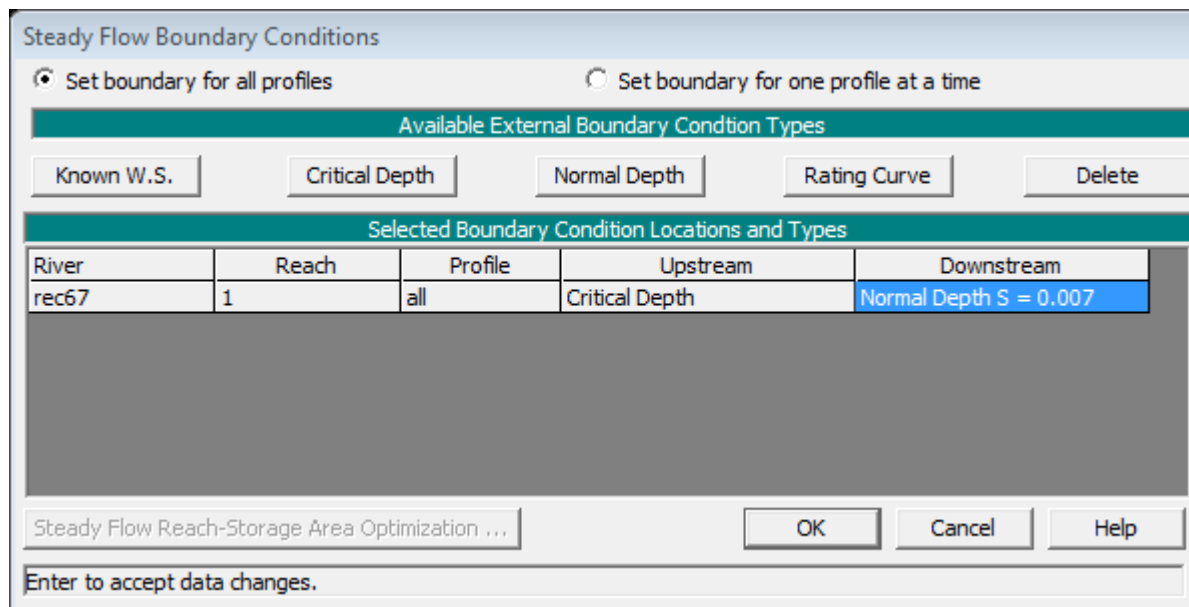 Steady Flow Boundary Conditions
Set boundary for all profiles Set boundary for one profile at a time
Available External Boundary Condtion Types
Known W.S. Critical Depth Normal Depth Rating Curve Delete
Selected Boundary Condition Locations and Types
River Reach Profile Upstream Downstream
rec67 1 all Critical Depth Normal Depth S = 0.007
Steady Flow Reach-Storage Area Optimization ... OK Cancel Help
Enter to accept data changes.